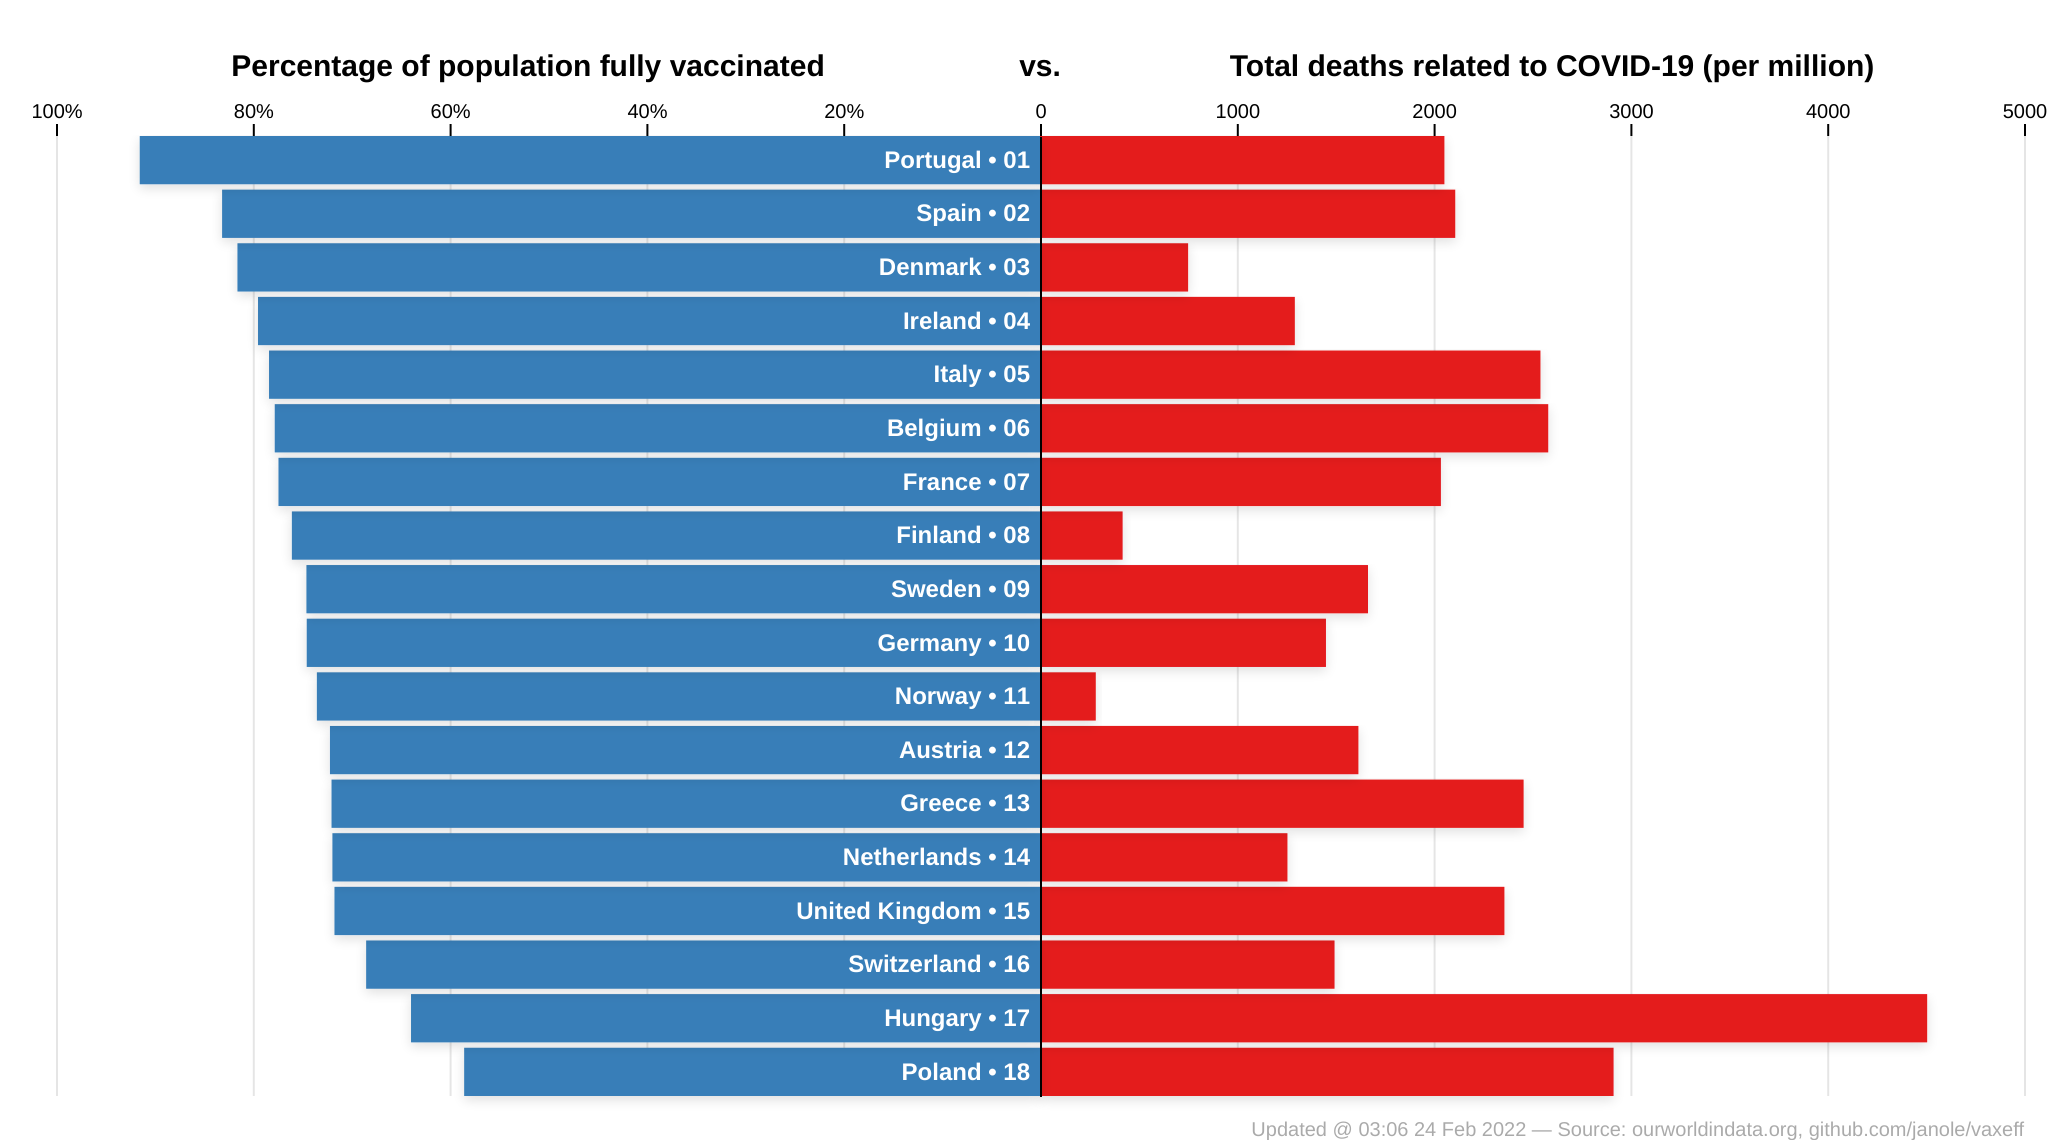 Percentage of population fully vaccinated vs. Total deaths related to COVID-19 (per million)
100% 80% 60% 40% 20% 0 1000 2000 3000 4000 5000
Portugal • 01
Spain • 02
Denmark • 03
Ireland • 04
Italy • 05
Belgium • 06
France • 07
Finland • 08
Sweden • 09
Germany • 10
Norway • 11
Austria • 12
Greece • 13
Netherlands • 14
United Kingdom • 15
Switzerland • 16
Hungary • 17
Poland • 18
Updated @ 03:06 24 Feb 2022 — Source: ourworldindata.org, github.com/janole/vaxeff